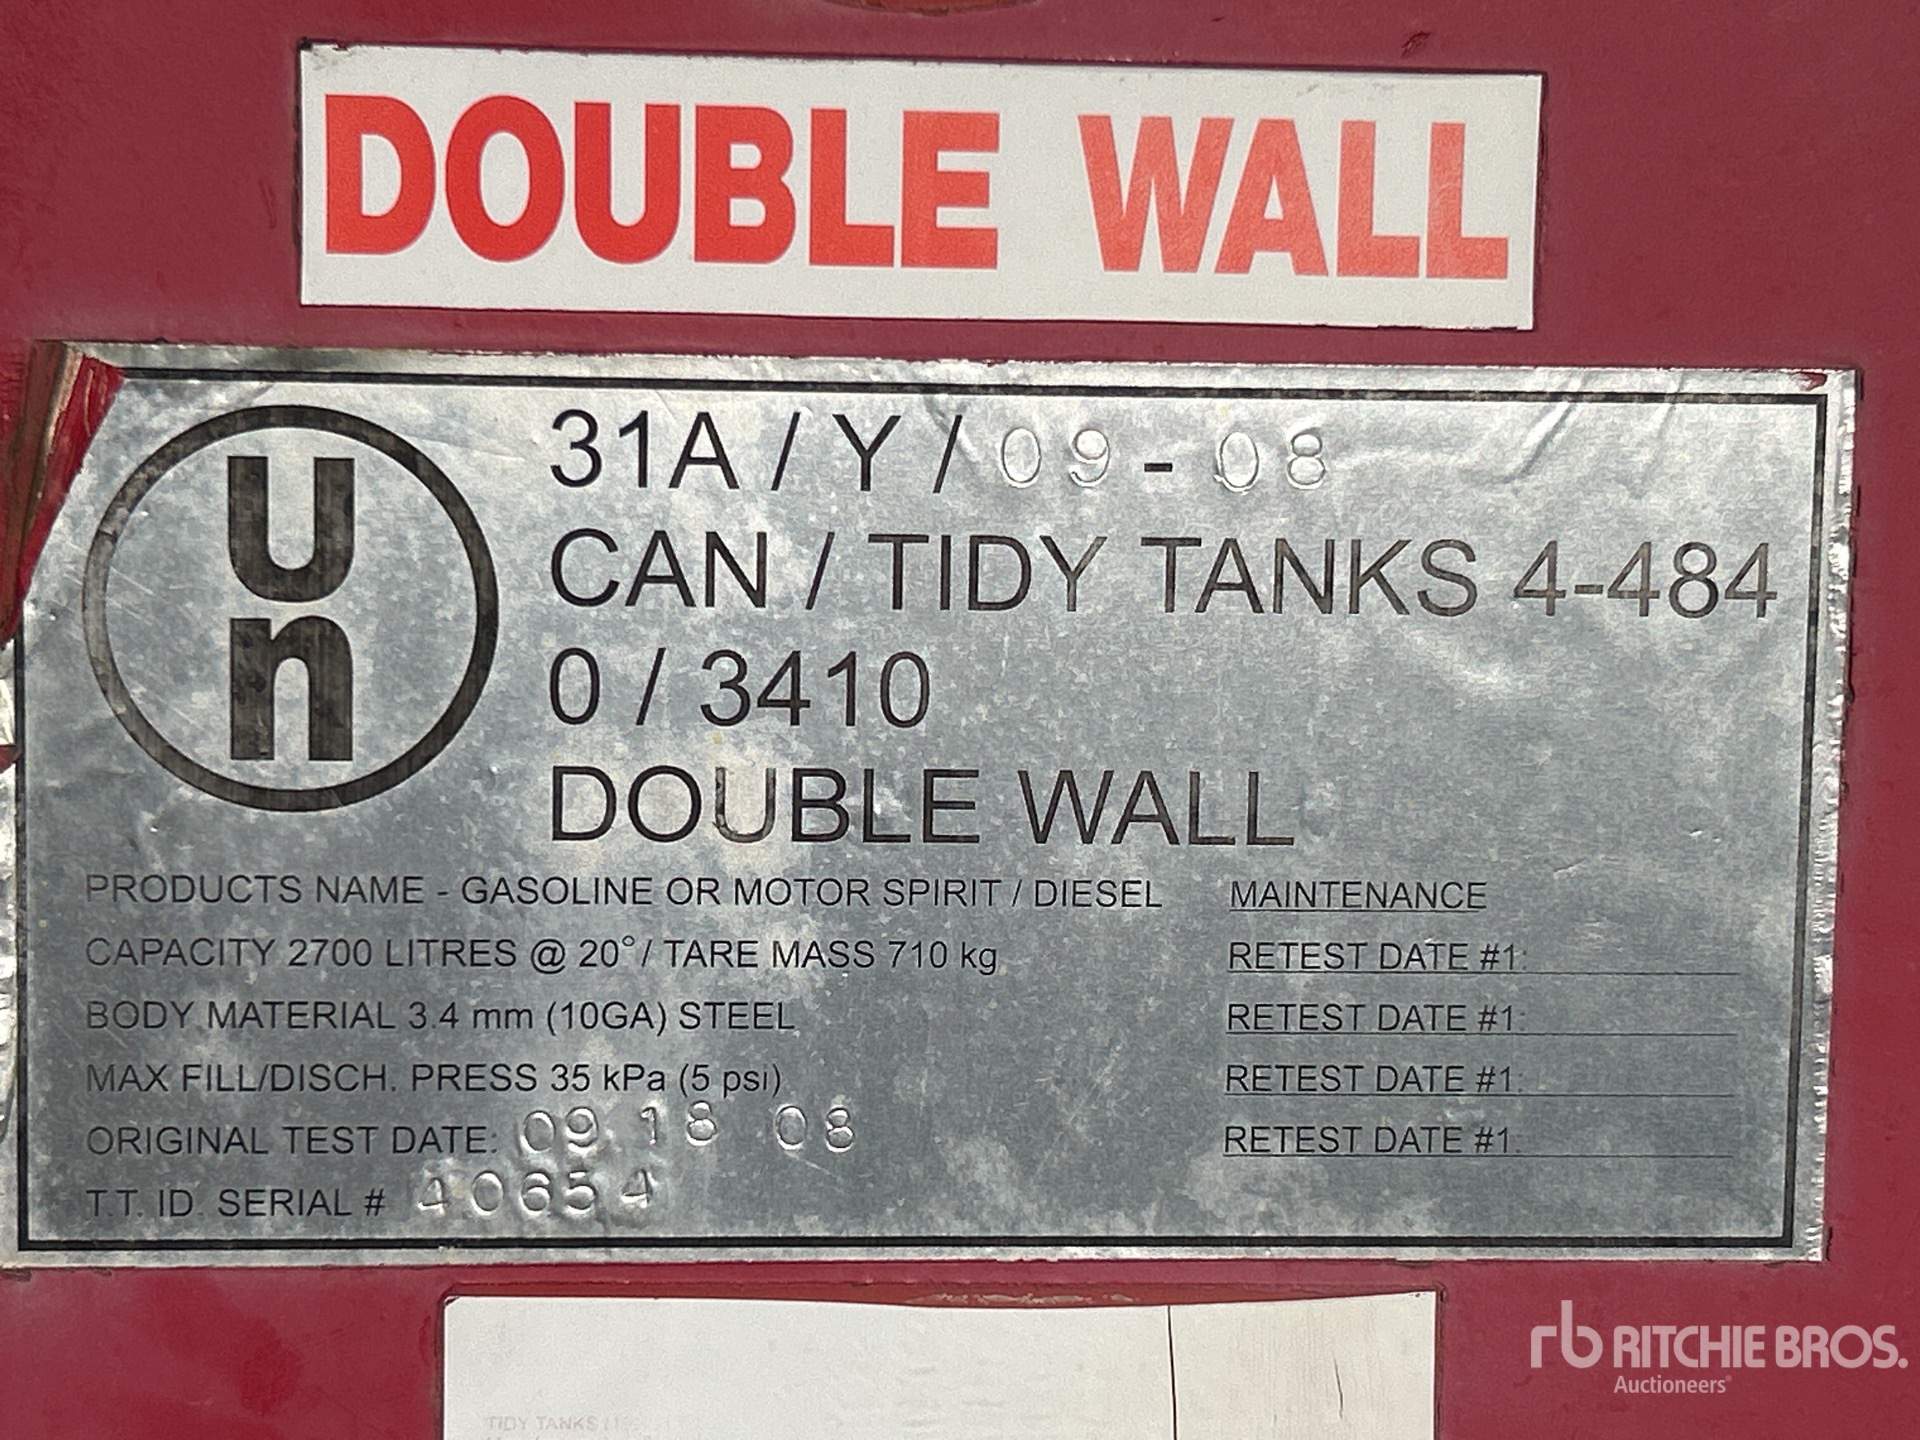 DOUBLE WALL
un
31A / Y / 09 - 08
CAN / TIDY TANKS 4-484
0 / 3410
DOUBLE WALL
PRODUCTS NAME - GASOLINE OR MOTOR SPIRIT / DIESEL
CAPACITY 2700 LITRES @ 20° / TARE MASS 710 kg
BODY MATERIAL 3.4 mm (10GA) STEEL
MAX FILL/DISCH. PRESS 35 kPa (5 psi)
ORIGINAL TEST DATE: 09 18 08
T.T. ID. SERIAL # 40654
MAINTENANCE
RETEST DATE #1:
RETEST DATE #1:
RETEST DATE #1:
RETEST DATE #1:
TIDY TANKS
rb RITCHIE BROS.
Auctioneers